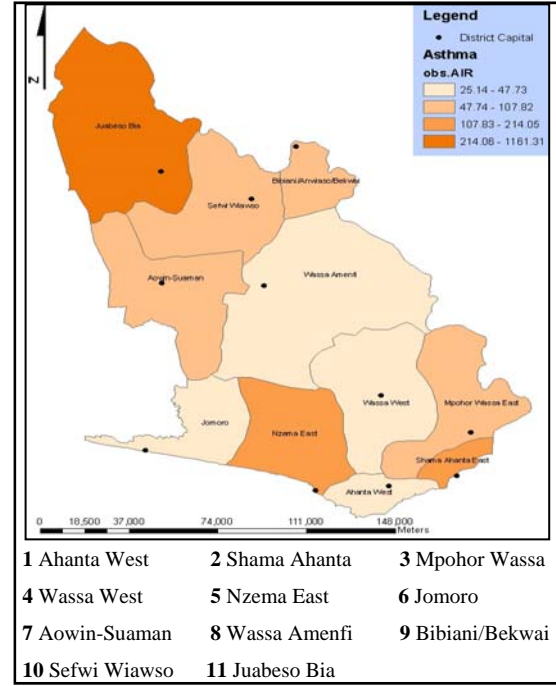 Legend
District Capital
Asthma
obs.AIR
25.14 - 47.73
47.74 - 107.82
107.83 - 214.05
214.06 - 1161.31
N
Juabeso Bia
Bibiani/Anwiaso/Bekwai
Sefwi Wiawso
Aowin-Suaman
Wassa Amenfi
Jomoro
Nzema East
Wassa West
Mpohor Wassa East
Shama Ahanta East
Ahanta West
0 18,500 37,000 74,000 111,000 148,000
Meters
1 Ahanta West 2 Shama Ahanta 3 Mpohor Wassa
4 Wassa West 5 Nzema East 6 Jomoro
7 Aowin-Suaman 8 Wassa Amenfi 9 Bibiani/Bekwai
10 Sefwi Wiawso 11 Juabeso Bia